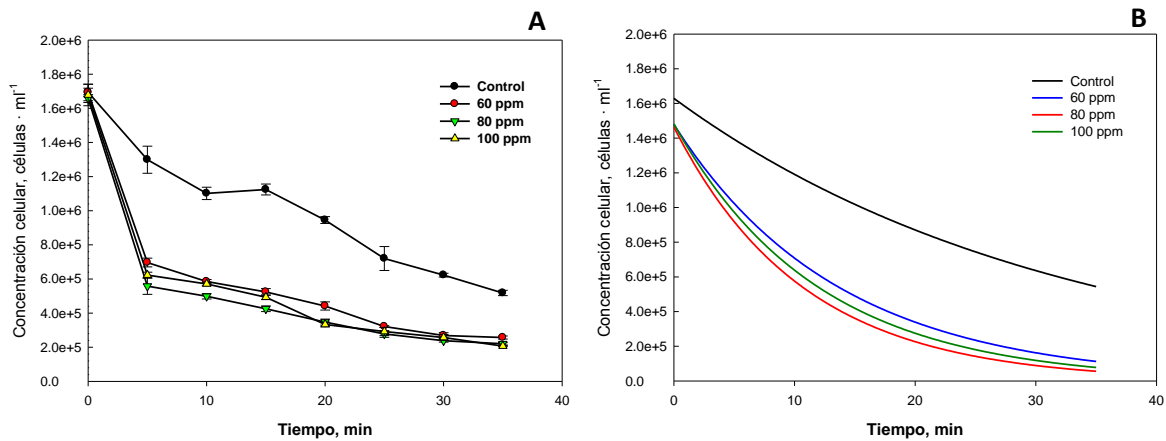 A
2.0e+6
1.8e+6
1.6e+6
1.4e+6
1.2e+6
1.0e+6
8.0e+5
6.0e+5
4.0e+5
2.0e+5
0.0
Concentración celular, células · ml⁻¹
Control
60 ppm
80 ppm
100 ppm
0 10 20 30 40
Tiempo, min
B
2.0e+6
1.8e+6
1.6e+6
1.4e+6
1.2e+6
1.0e+6
8.0e+5
6.0e+5
4.0e+5
2.0e+5
0.0
Concentración celular, células · ml⁻¹
Control
60 ppm
80 ppm
100 ppm
0 10 20 30 40
Tiempo, min